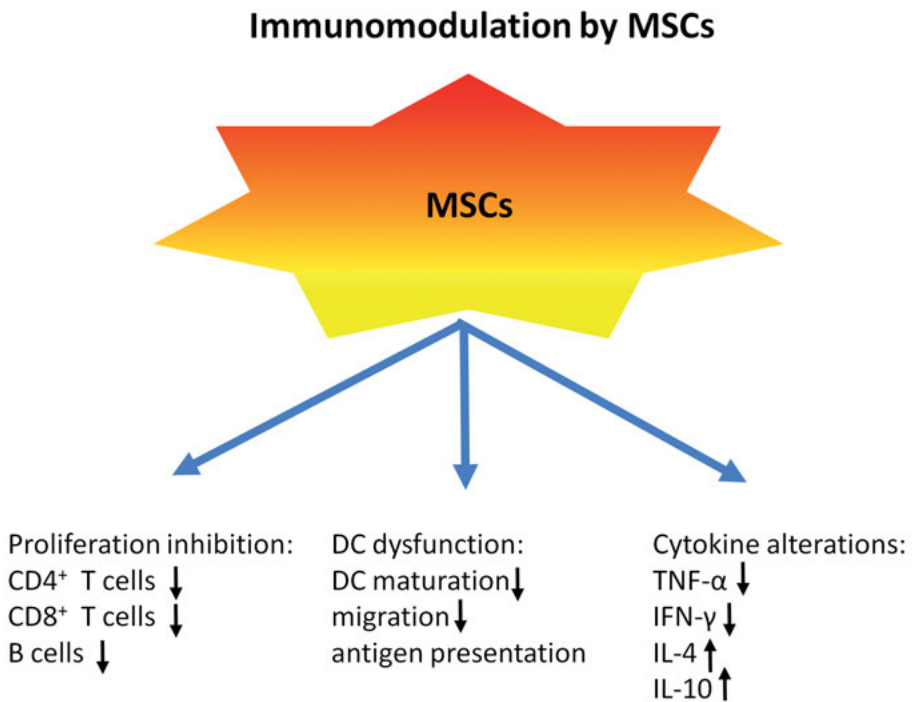 Immunomodulation by MSCs
MSCs
Proliferation inhibition:
CD4⁺ T cells ↓
CD8⁺ T cells ↓
B cells ↓
DC dysfunction:
DC maturation ↓
migration ↓
antigen presentation
Cytokine alterations:
TNF-α ↓
IFN-γ ↓
IL-4 ↑
IL-10 ↑